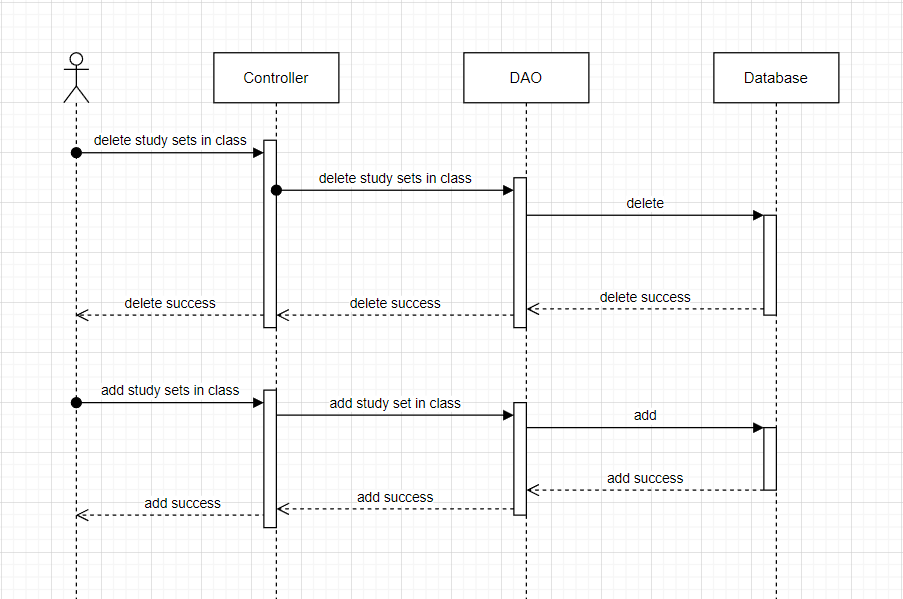 Controller
DAO
Database
delete study sets in class
delete study sets in class
delete
delete success
delete success
delete success
add study sets in class
add study set in class
add
add success
add success
add success